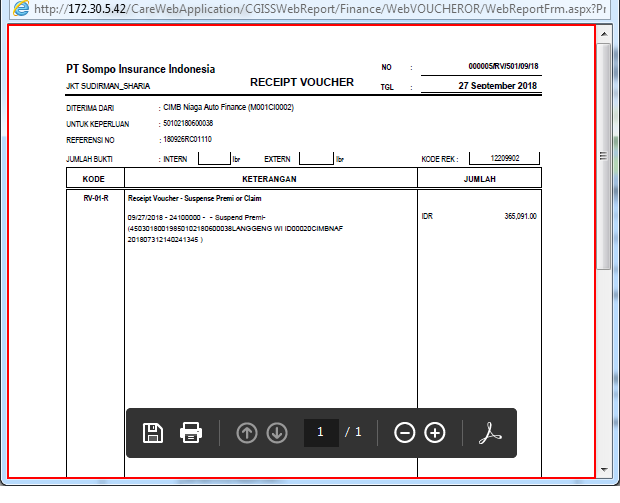 http://172.30.5.42/CareWebApplication/CGISSWebReport/Finance/WebVOUCHEROR/WebReportFrm.aspx?Pr
PT Sompo Insurance Indonesia
NO : 000005/RV/S01/09/18
JKT SUDIRMAN_SHARIA
RECEIPT VOUCHER
TGL : 27 September 2018
DITERIMA DARI : CIMB Niaga Auto Finance (M001CI0002)
UNTUK KEPERLUAN : 50102180600038
REFERENSI NO : 180926RC01110
JUMLAH BUKTI : INTERN lbr EXTERN lbr KODE REK : 12209902
KODE KETERANGAN JUMLAH
RV-01-R Receipt Voucher - Suspense Premi or Claim
09/27/2018 - 24100000 - - Suspend Premi- IDR 365,091.00
(4503018001985010218060​0038LANGGENG WI ID00020CIMBNAF
201807312140241345 )
1 / 1